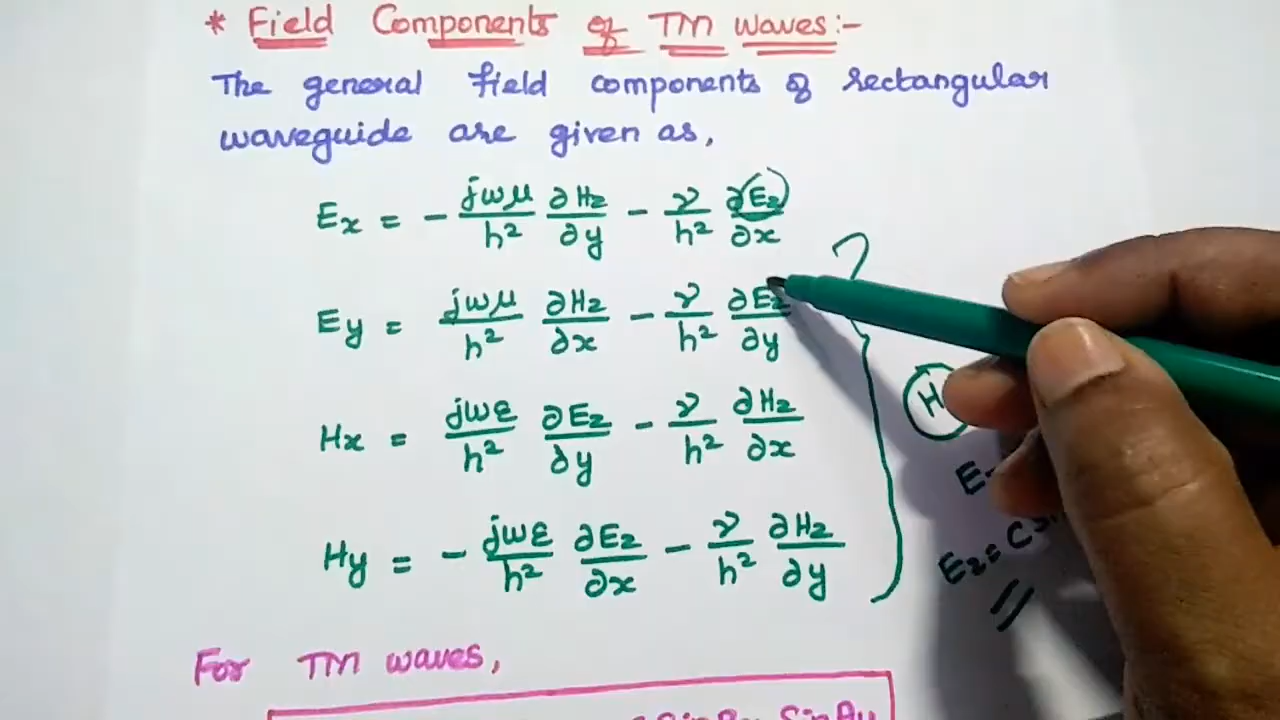 * Field Components of TM waves:-
The general field components of rectangular
waveguide are given as,
Ex = - jωμ/h² ∂Hz/∂y - γ/h² ∂Ez/∂x
Ey = jωμ/h² ∂Hz/∂x - γ/h² ∂Ez/∂y
Hx = jωε/h² ∂Ez/∂y - γ/h² ∂Hz/∂x
Hy = - jωε/h² ∂Ez/∂x - γ/h² ∂Hz/∂y
H
E
Ez = C
For TM waves,